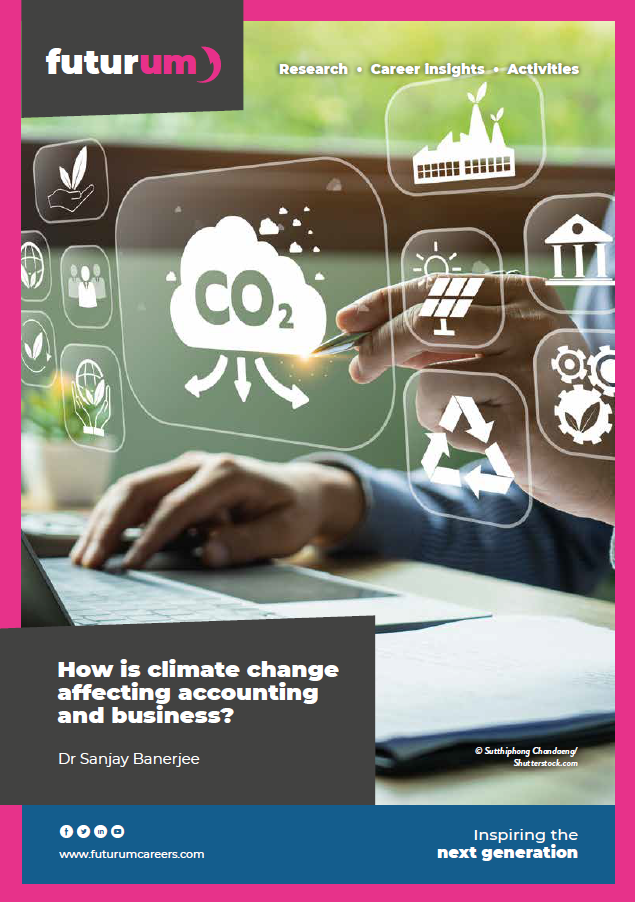 futurum
Research • Career Insights • Activities
CO2
How is climate change
affecting accounting
and business?
Dr Sanjay Banerjee
© Sutthiphong Chandaeng/
Shutterstock.com
www.futurumcareers.com
Inspiring the
next generation